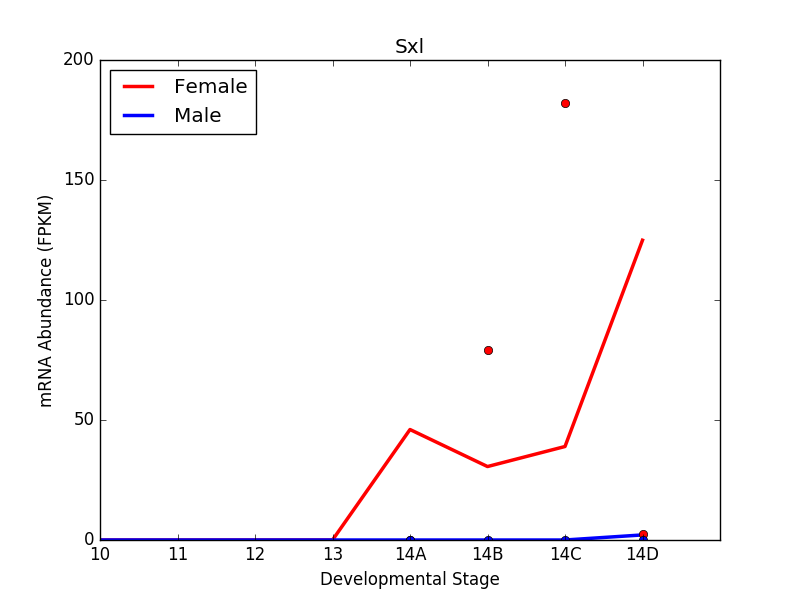 Sxl
Female
Male
mRNA Abundance (FPKM)
200
150
100
50
0
10 11 12 13 14A 14B 14C 14D
Developmental Stage